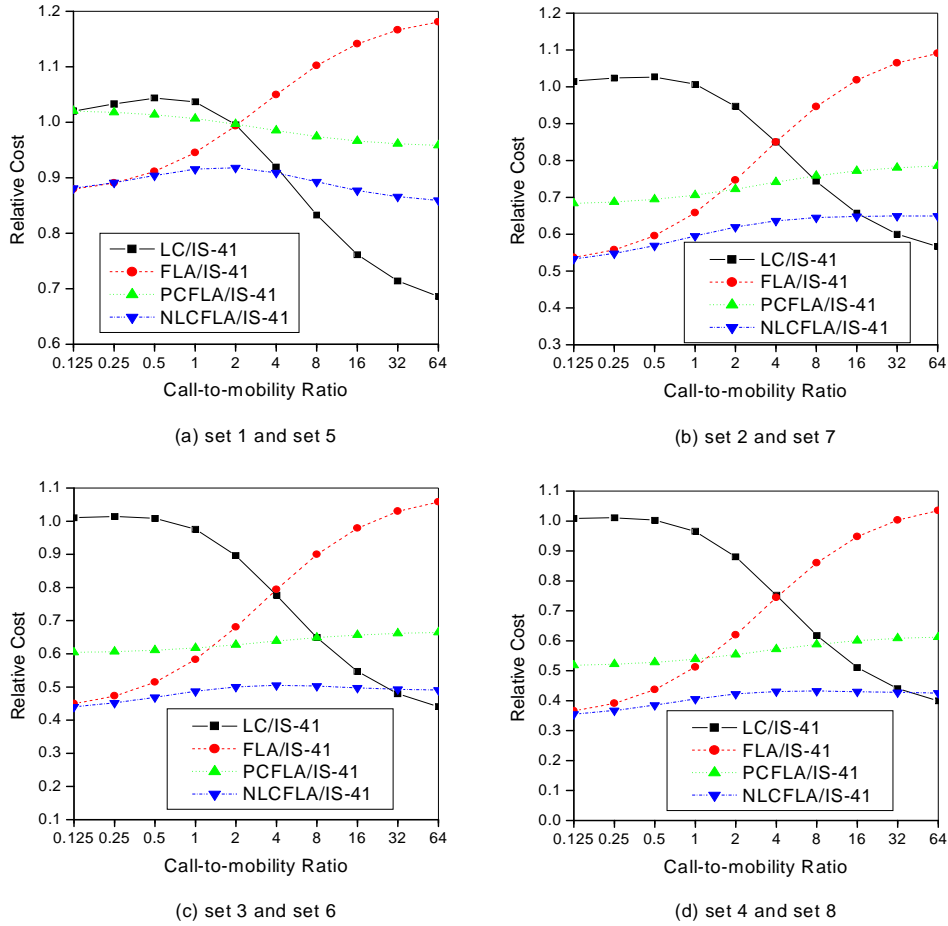 1.2
1.1
1.0
0.9
0.8
0.7
0.6
0.125 0.25 0.5 1 2 4 8 16 32 64
Relative Cost
Call-to-mobility Ratio
LC/IS-41
FLA/IS-41
PCFLA/IS-41
NLCFLA/IS-41
(a) set 1 and set 5
1.2
1.1
1.0
0.9
0.8
0.7
0.6
0.5
0.4
0.3
0.125 0.25 0.5 1 2 4 8 16 32 64
Relative Cost
Call-to-mobility Ratio
LC/IS-41
FLA/IS-41
PCFLA/IS-41
NLCFLA/IS-41
(b) set 2 and set 7
1.1
1.0
0.9
0.8
0.7
0.6
0.5
0.4
0.3
0.2
0.1
0.125 0.25 0.5 1 2 4 8 16 32 64
Relative Cost
Call-to-mobility Ratio
LC/IS-41
FLA/IS-41
PCFLA/IS-41
NLCFLA/IS-41
(c) set 3 and set 6
1.1
1.0
0.9
0.8
0.7
0.6
0.5
0.4
0.3
0.2
0.1
0.0
0.125 0.25 0.5 1 2 4 8 16 32 64
Relative Cost
Call-to-mobility Ratio
LC/IS-41
FLA/IS-41
PCFLA/IS-41
NLCFLA/IS-41
(d) set 4 and set 8